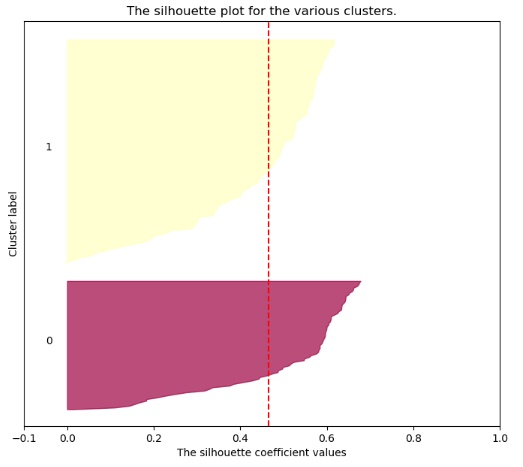 The silhouette plot for the various clusters.
Cluster label
1
0
−0.1 0.0 0.2 0.4 0.6 0.8 1.0
The silhouette coefficient values